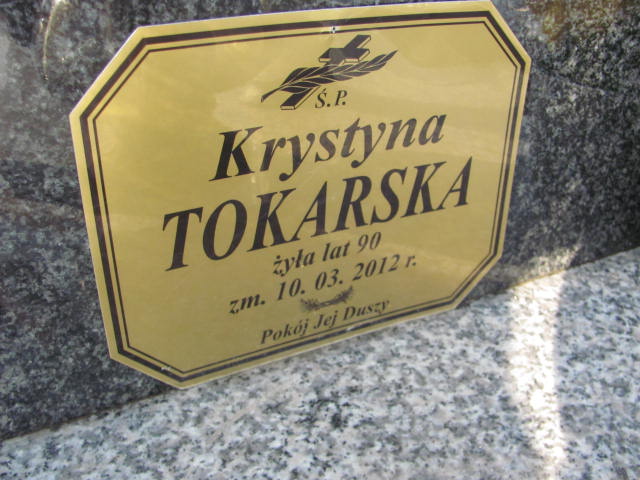 Ś.P.
Krystyna
TOKARSKA
żyła lat 90
zm. 10. 03. 2012 r.
Pokój Jej Duszy